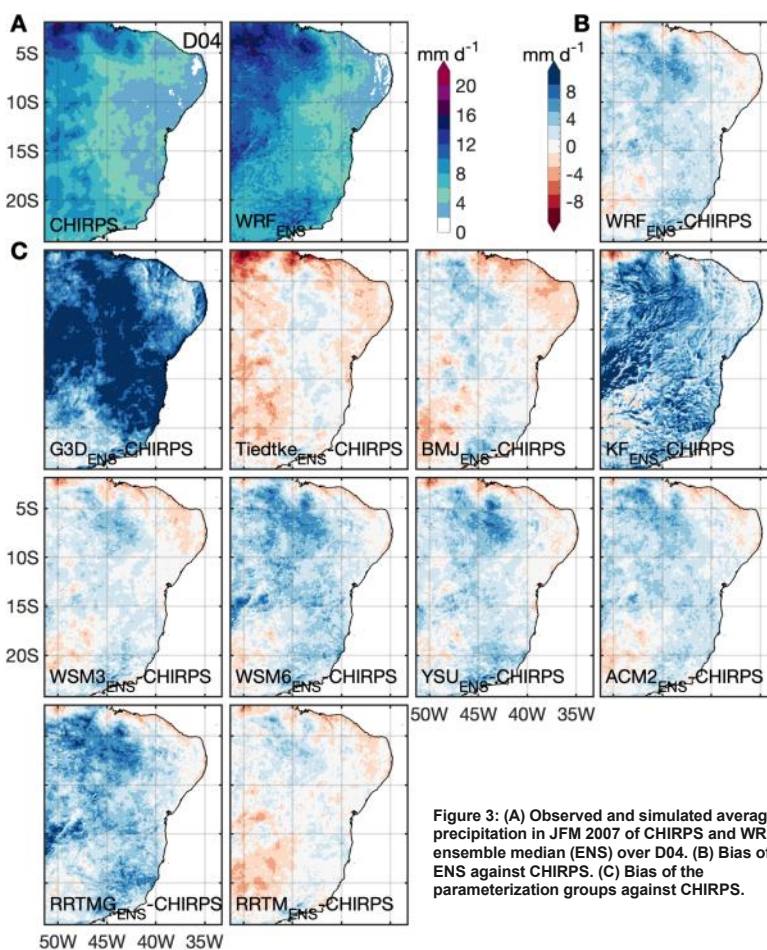 A
B
D04
5S
10S
15S
20S
CHIRPS
WRF ENS
mm d⁻¹
20
16
12
8
4
0
mm d⁻¹
8
4
0
-4
-8
WRF ENS-CHIRPS
C
G3D ENS-CHIRPS
Tiedtke ENS-CHIRPS
BMJ ENS-CHIRPS
KF ENS-CHIRPS
5S
10S
15S
20S
WSM3 ENS-CHIRPS
WSM6 ENS-CHIRPS
YSU ENS-CHIRPS
ACM2 ENS-CHIRPS
50W 45W 40W 35W
RRTMG ENS-CHIRPS
RRTM ENS-CHIRPS
50W 45W 40W 35W
Figure 3: (A) Observed and simulated average
precipitation in JFM 2007 of CHIRPS and WR
ensemble median (ENS) over D04. (B) Bias of
ENS against CHIRPS. (C) Bias of the
parameterization groups against CHIRPS.